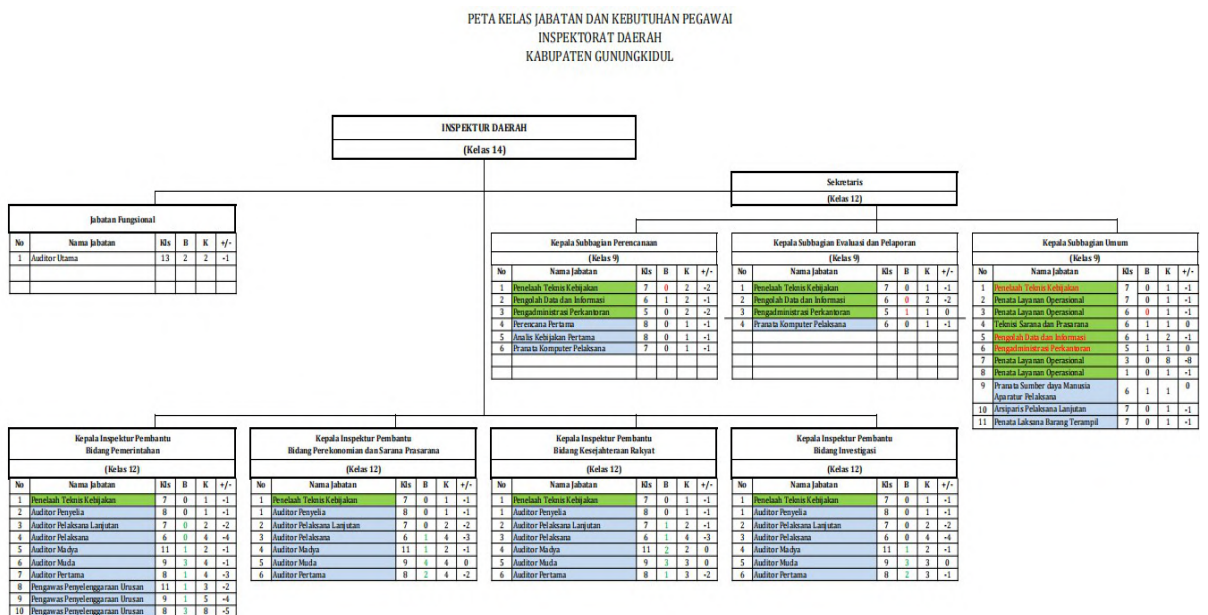 PETA KELAS JABATAN DAN KEBUTUHAN PEGAWAI
INSPEKTORAT DAERAH
KABUPATEN GUNUNGKIDUL
INSPEKTUR DAERAH
(Kelas 14)
Sekretaris
(Kelas 12)
Jabatan Fungsional
No Nama Jabatan Kls B K +/-
1 Auditor Utama 13 2 2 -1
Kepala Subbagian Perencanaan
(Kelas 9)
No Nama Jabatan Kls B K +/-
1 Penelaah Teknis Kebijakan 7 0 2 -2
2 Pengolah Data dan Informasi 6 1 2 -1
3 Pengadministrasi Perkantoran 5 0 2 -2
4 Perencana Pertama 8 0 1 -1
5 Analis Kebijakan Pertama 8 0 1 -1
6 Pranata Komputer Pelaksana 7 0 1 -1
Kepala Subbagian Evaluasi dan Pelaporan
(Kelas 9)
No Nama Jabatan Kls B K +/-
1 Penelaah Teknis Kebijakan 7 0 1 -1
2 Pengolah Data dan Informasi 6 0 2 -2
3 Pengadministrasi Perkantoran 5 1 1 0
4 Pranata Komputer Pelaksana 6 0 1 -1
Kepala Subbagian Umum
(Kelas 9)
No Nama Jabatan Kls B K +/-
1 Penelaah Teknis Kebijakan 7 0 1 -1
2 Penata Layanan Operasional 7 0 1 -1
3 Penata Layanan Operasional 6 0 1 -1
4 Teknisi Sarana dan Prasarana 6 1 1 0
5 Pengolah Data dan Informasi 6 1 2 -1
6 Pengadministrasi Perkantoran 5 1 1 0
7 Penata Layanan Operasional 3 0 8 -8
8 Penata Layanan Operasional 1 0 1 -1
9 Pranata Sumber daya Manusia
Aparatur Pelaksana 6 1 1 0
10 Arsiparis Pelaksana Lanjutan 7 0 1 -1
11 Penata Laksana Barang Terampil 7 0 1 -1
Kepala Inspektur Pembantu
Bidang Pemerintahan
(Kelas 12)
No Nama Jabatan Kls B K +/-
1 Penelaah Teknis Kebijakan 7 0 1 -1
2 Auditor Penyelia 8 0 1 -1
3 Auditor Pelaksana Lanjutan 7 0 2 -2
4 Auditor Pelaksana 6 0 4 -4
5 Auditor Madya 11 1 2 -1
6 Auditor Muda 9 3 4 -1
7 Auditor Pertama 8 1 4 -3
8 Pengawas Penyelenggaraan Urusan 11 1 3 -2
9 Pengawas Penyelenggaraan Urusan 9 1 5 -4
10 Pengawas Penyelenggaraan Urusan 8 3 8 -5
Kepala Inspektur Pembantu
Bidang Perekonomian dan Sarana Prasarana
(Kelas 12)
No Nama Jabatan Kls B K +/-
1 Penelaah Teknis Kebijakan 7 0 1 -1
1 Auditor Penyelia 8 0 1 -1
2 Auditor Pelaksana Lanjutan 7 0 2 -2
3 Auditor Pelaksana 6 1 4 -3
4 Auditor Madya 11 1 2 -1
5 Auditor Muda 9 4 4 0
6 Auditor Pertama 8 2 4 -2
Kepala Inspektur Pembantu
Bidang Kesejahteraan Rakyat
(Kelas 12)
No Nama Jabatan Kls B K +/-
1 Penelaah Teknis Kebijakan 7 0 1 -1
1 Auditor Penyelia 8 0 1 -1
2 Auditor Pelaksana Lanjutan 7 1 2 -1
3 Auditor Pelaksana 6 1 4 -3
4 Auditor Madya 11 2 2 0
5 Auditor Muda 9 3 3 0
6 Auditor Pertama 8 1 3 -2
Kepala Inspektur Pembantu
Bidang Investigasi
(Kelas 12)
No Nama Jabatan Kls B K +/-
1 Penelaah Teknis Kebijakan 7 0 1 -1
1 Auditor Penyelia 8 0 1 -1
2 Auditor Pelaksana Lanjutan 7 0 2 -2
3 Auditor Pelaksana 6 0 4 -4
4 Auditor Madya 11 1 2 -1
5 Auditor Muda 9 3 3 0
6 Auditor Pertama 8 2 3 -1